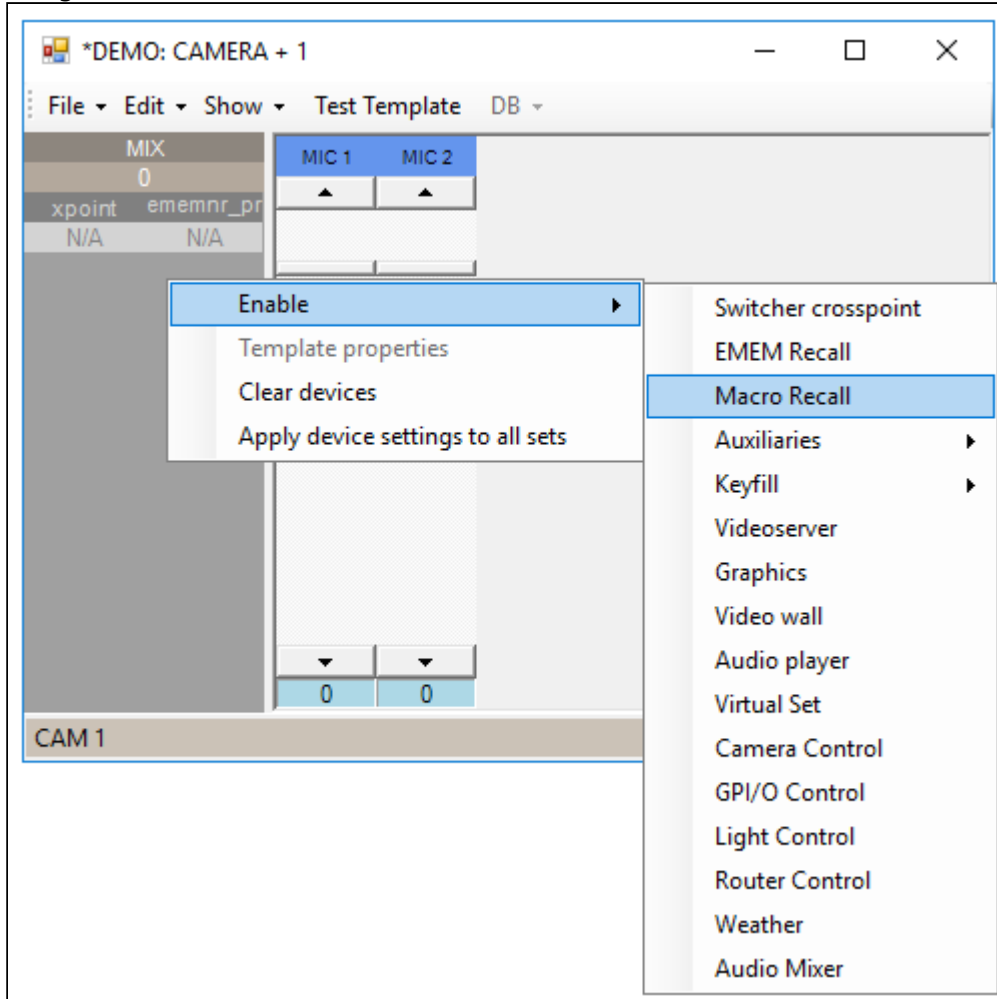 *DEMO: CAMERA + 1
File Edit Show Test Template DB
MIX
0
xpoint ememnr_pr
N/A N/A
MIC 1 MIC 2
Enable
Template properties
Clear devices
Apply device settings to all sets
Switcher crosspoint
EMEM Recall
Macro Recall
Auxiliaries
Keyfill
Videoserver
Graphics
Video wall
Audio player
Virtual Set
Camera Control
GPI/O Control
Light Control
Router Control
Weather
Audio Mixer
0 0
CAM 1